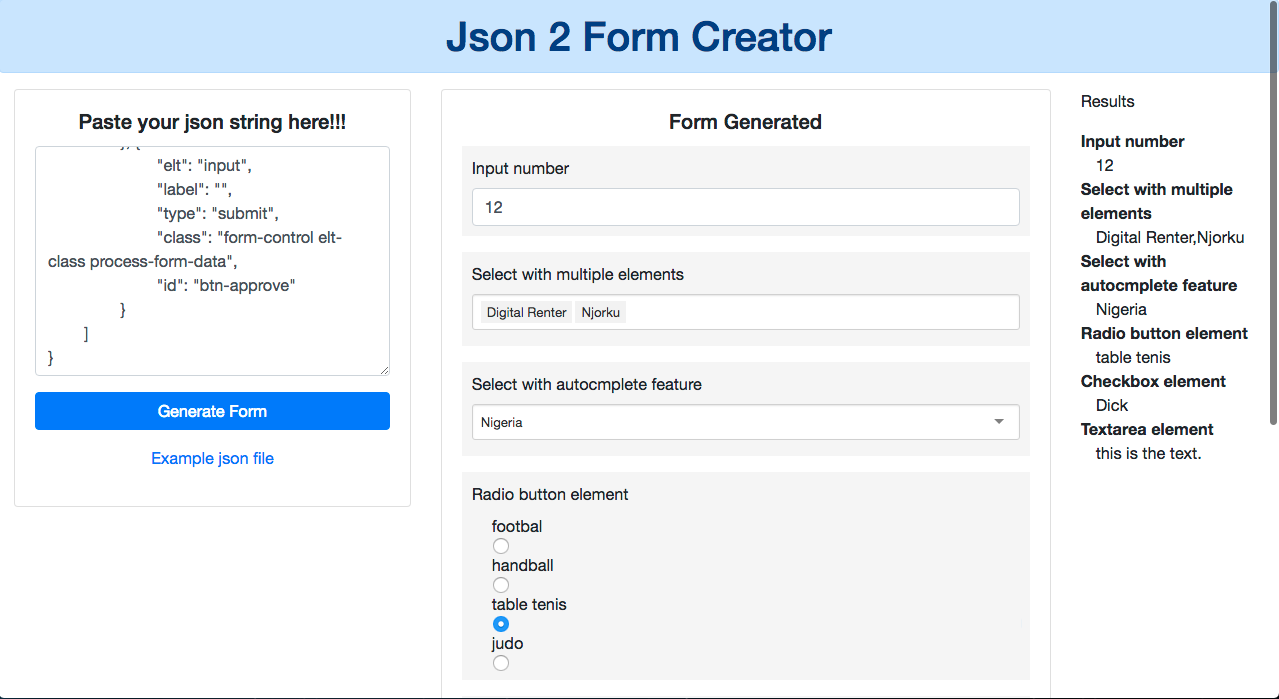 Json 2 Form Creator
Paste your json string here!!!
"elt": "input",
"label": "",
"type": "submit",
"class": "form-control elt-
class process-form-data",
"id": "btn-approve"
}
]
}
Generate Form
Example json file
Form Generated
Input number
12
Select with multiple elements
Digital Renter Njorku
Select with autocmplete feature
Nigeria
Radio button element
footbal
handball
table tenis
judo
Results
Input number
12
Select with multiple
elements
Digital Renter,Njorku
Select with
autocmplete feature
Nigeria
Radio button element
table tenis
Checkbox element
Dick
Textarea element
this is the text.